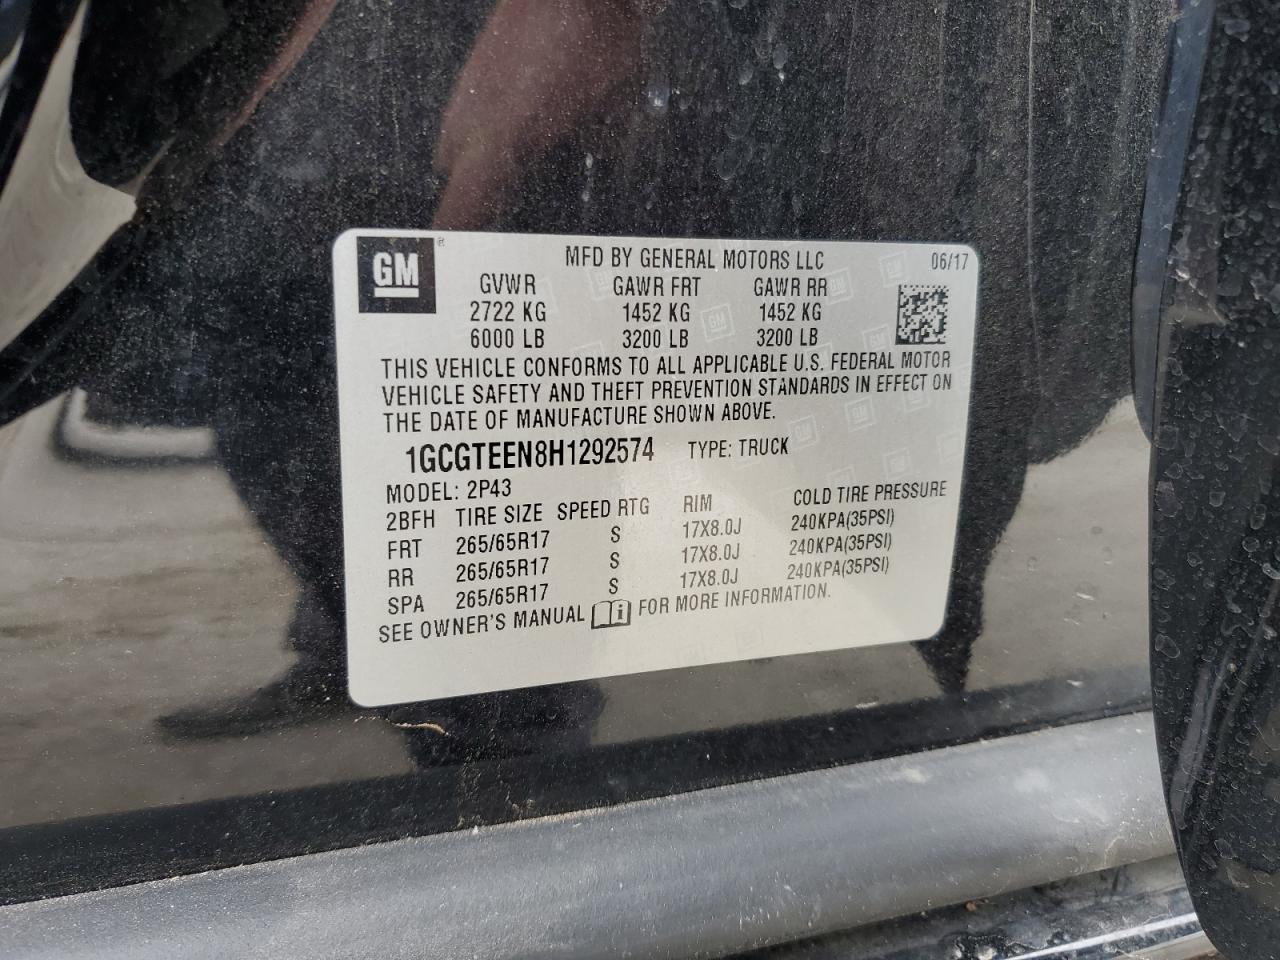 GM ®
MFD BY GENERAL MOTORS LLC 06/17
GVWR GAWR FRT GAWR RR
2722 KG 1452 KG 1452 KG
6000 LB 3200 LB 3200 LB
THIS VEHICLE CONFORMS TO ALL APPLICABLE U.S. FEDERAL MOTOR
VEHICLE SAFETY AND THEFT PREVENTION STANDARDS IN EFFECT ON
THE DATE OF MANUFACTURE SHOWN ABOVE.
1GCGTEEN8H1292574 TYPE: TRUCK
MODEL: 2P43
2BFH TIRE SIZE SPEED RTG RIM COLD TIRE PRESSURE
FRT 265/65R17 S 17X8.0J 240KPA(35PSI)
RR 265/65R17 S 17X8.0J 240KPA(35PSI)
SPA 265/65R17 S 17X8.0J 240KPA(35PSI)
SEE OWNER'S MANUAL i FOR MORE INFORMATION.